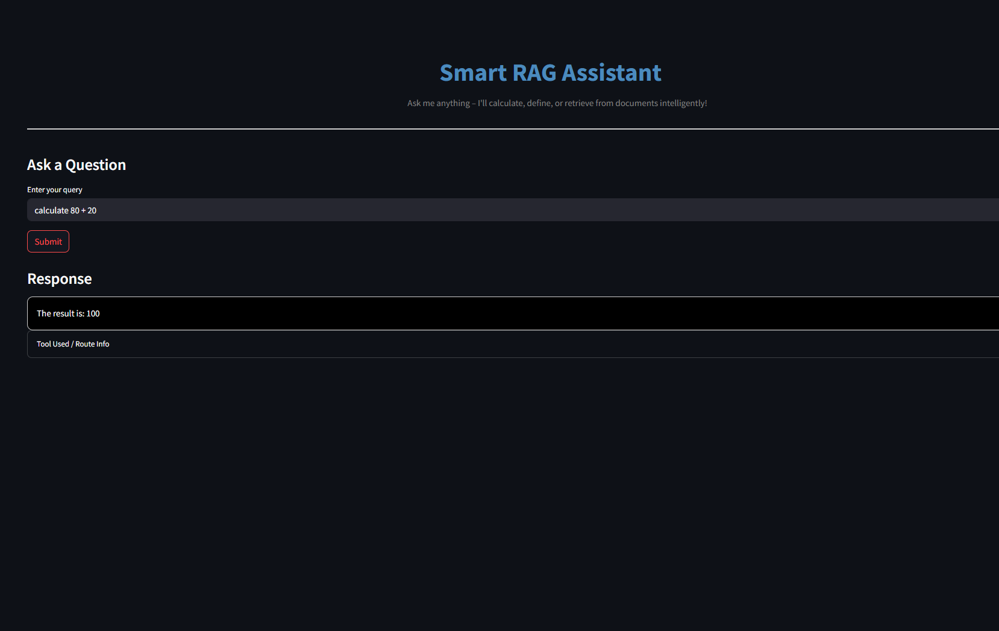 Smart RAG Assistant
Ask me anything – I'll calculate, define, or retrieve from documents intelligently!
Ask a Question
Enter your query
calculate 80 + 20
Submit
Response
The result is: 100
Tool Used / Route Info